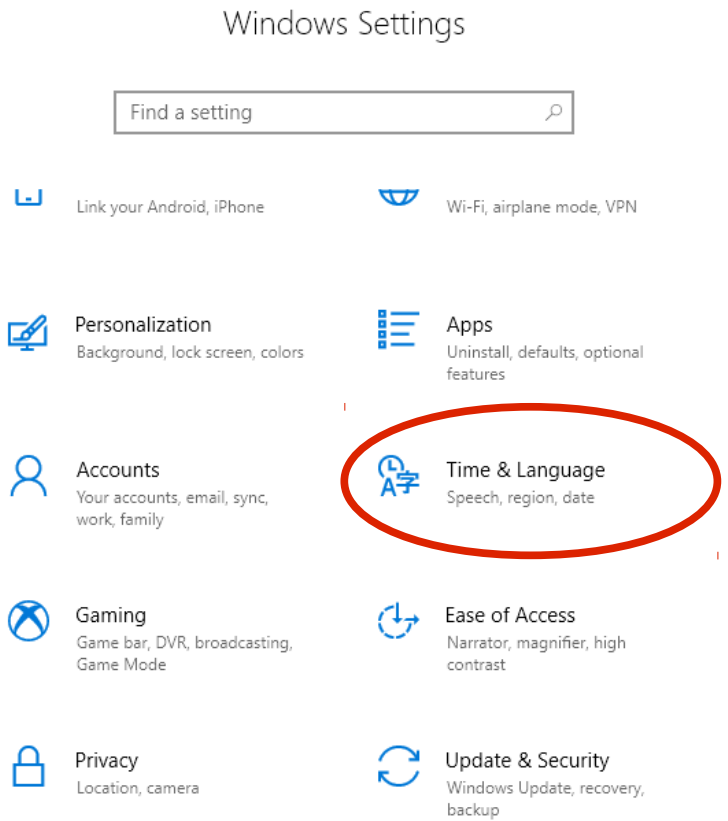 Windows Settings
Find a setting
Link your Android, iPhone
Wi-Fi, airplane mode, VPN
Personalization
Background, lock screen, colors
Apps
Uninstall, defaults, optional
features
Accounts
Your accounts, email, sync,
work, family
A字
Time & Language
Speech, region, date
Gaming
Game bar, DVR, broadcasting,
Game Mode
Ease of Access
Narrator, magnifier, high
contrast
Privacy
Location, camera
Update & Security
Windows Update, recovery,
backup